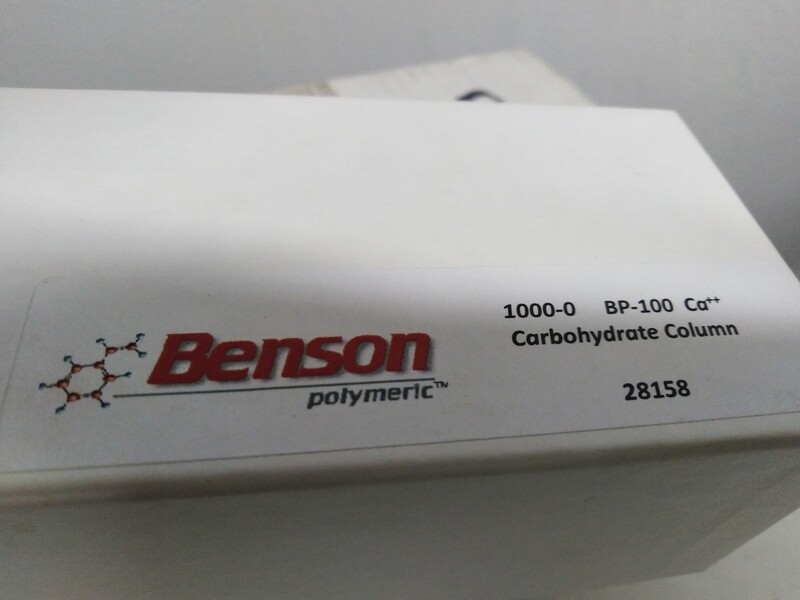 Benson
polymeric™
1000-0 BP-100 Ca⁺⁺
Carbohydrate Column
28158